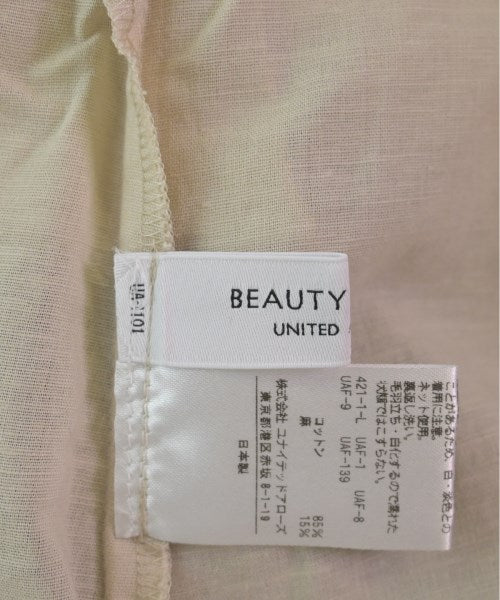 BEAUTY
UNITED
UA-1101
ことがあるため、白・淡色との
着用に注意。
ネット使用。
裏返し洗い。
毛羽立ち・白化するので濡れた
状態ではこすらない。
421-1-L UAF-1 UAF-8
UAF-9 UAF-139
コットン 85%
麻 15%
株式会社 ユナイテッドアローズ
東京都港区赤坂 8-1-19
日本製